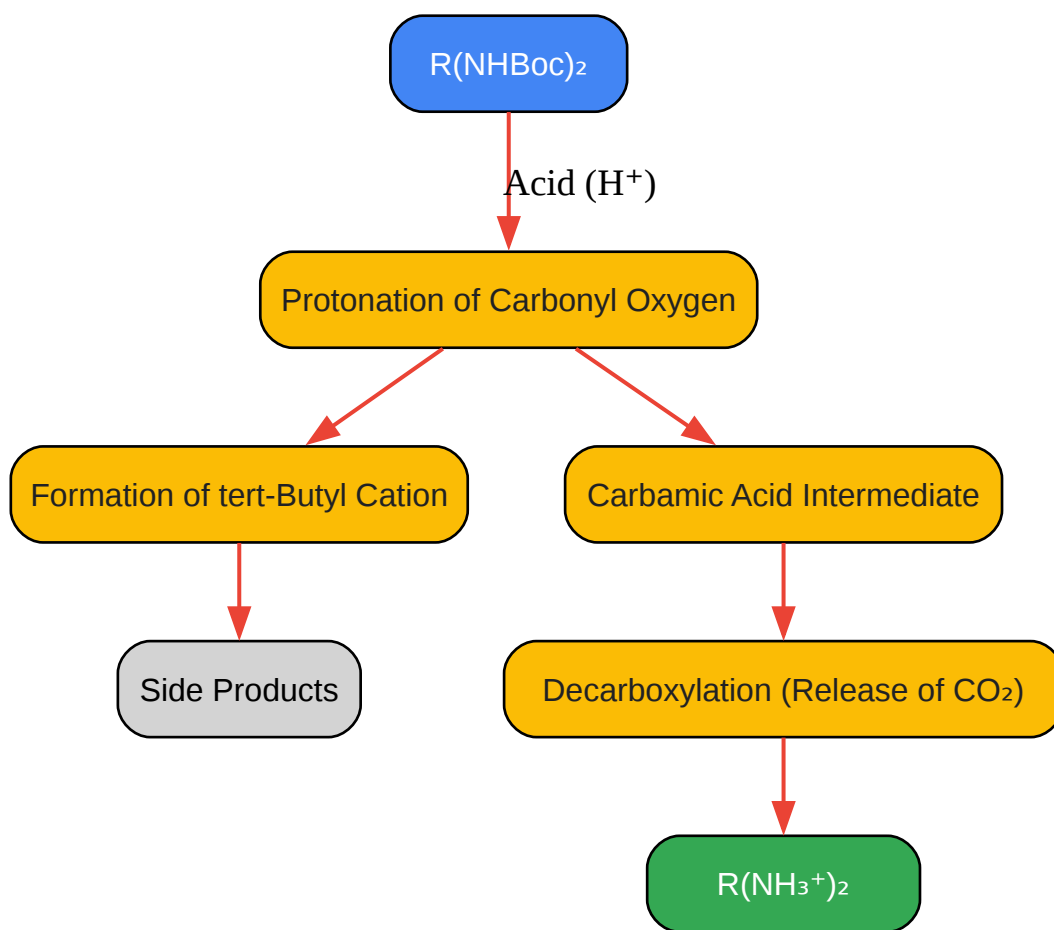 R(NHBoc)₂
Acid (H⁺)
Protonation of Carbonyl Oxygen
Formation of tert-Butyl Cation
Carbamic Acid Intermediate
Side Products
Decarboxylation (Release of CO₂)
R(NH₃⁺)₂